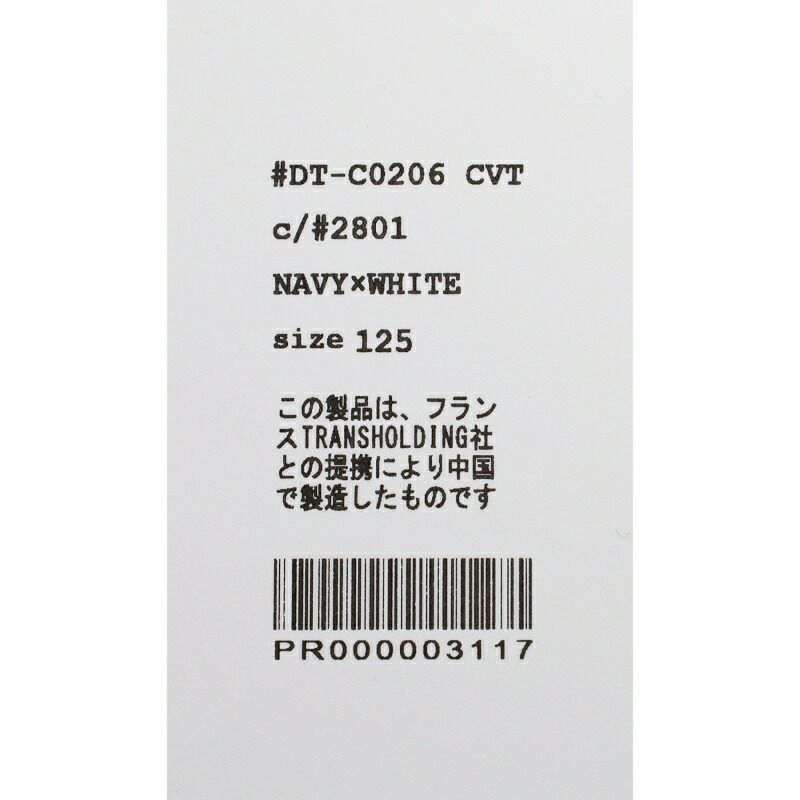 #DT-C0206 CVT
c/#2801
NAVY×WHITE
size 125
この製品は、フラン
スTRANSHOLDING社
との提携により中国
で製造したものです
PR000003117